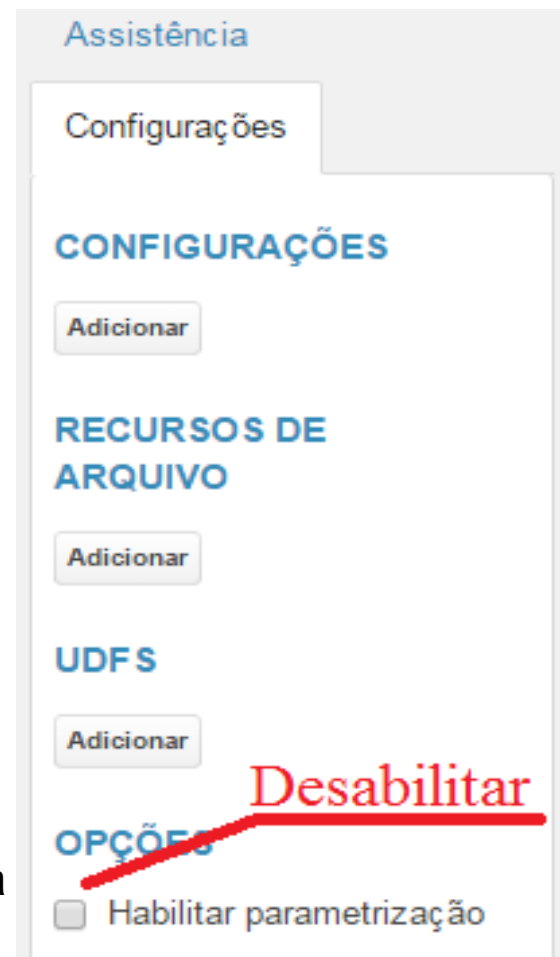 Assistência
Configurações
CONFIGURAÇÕES
Adicionar
RECURSOS DE
ARQUIVO
Adicionar
UDFS
Adicionar
Desabilitar
OPÇÕES
Habilitar parametrização